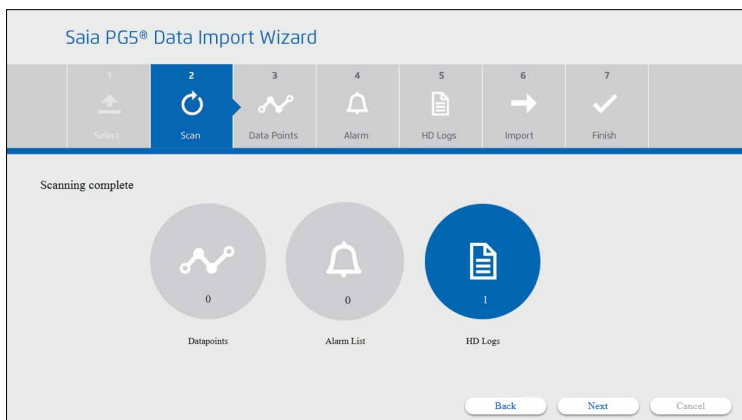 Saia PG5® Data Import Wizard
1 2 3 4 5 6 7
Select Scan Data Points Alarm HD Logs Import Finish
Scanning complete
0 0 1
Datapoints Alarm List HD Logs
Back Next Cancel